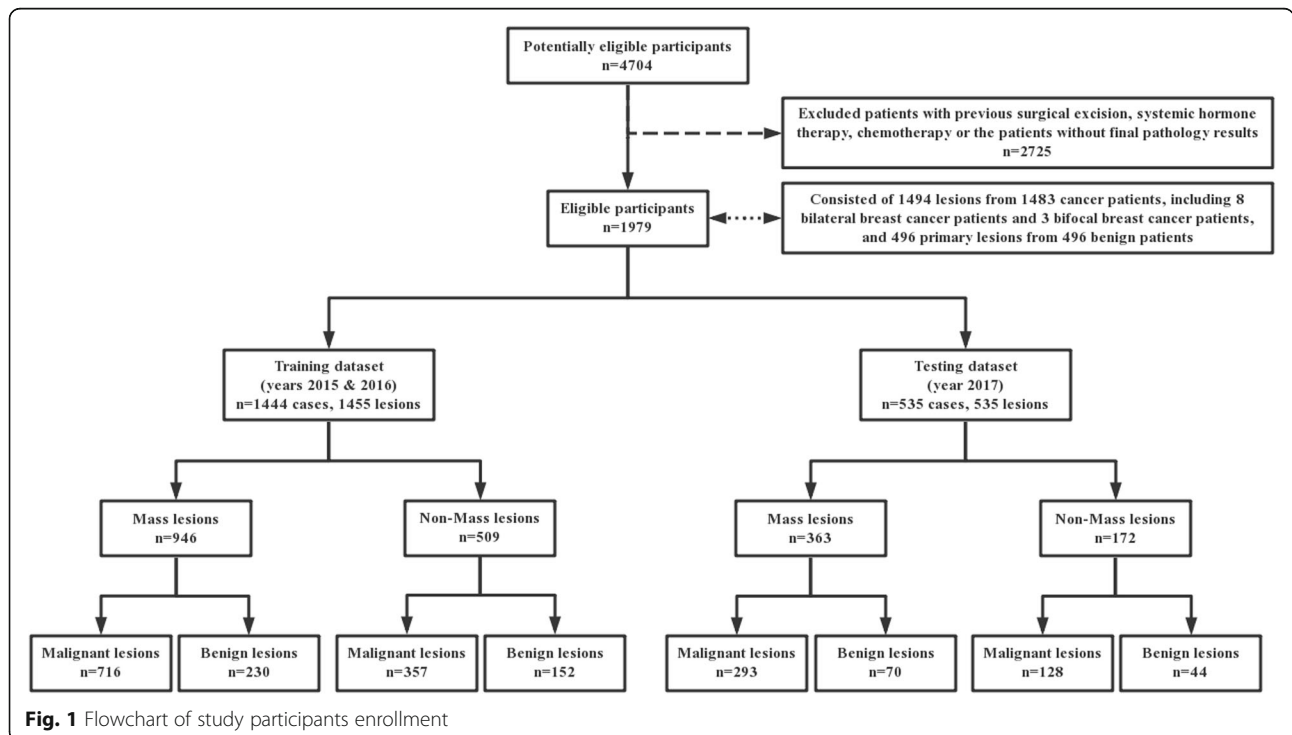 Potentially eligible participants
n=4704
Excluded patients with previous surgical excision, systemic hormone
therapy, chemotherapy or the patients without final pathology results
n=2725
Eligible participants
n=1979
Consisted of 1494 lesions from 1483 cancer patients, including 8
bilateral breast cancer patients and 3 bifocal breast cancer patients,
and 496 primary lesions from 496 benign patients
Training dataset
(years 2015 & 2016)
n=1444 cases, 1455 lesions
Testing dataset
(year 2017)
n=535 cases, 535 lesions
Mass lesions
n=946
Non-Mass lesions
n=509
Mass lesions
n=363
Non-Mass lesions
n=172
Malignant lesions
n=716
Benign lesions
n=230
Malignant lesions
n=357
Benign lesions
n=152
Malignant lesions
n=293
Benign lesions
n=70
Malignant lesions
n=128
Benign lesions
n=44
Fig. 1 Flowchart of study participants enrollment